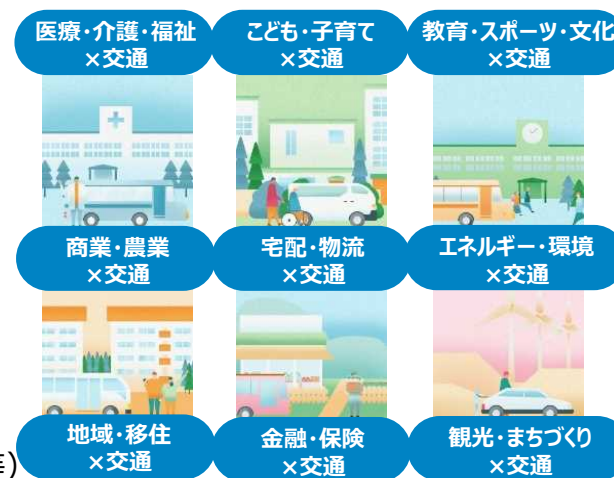 医療・介護・福祉
×交通
こども・子育て
×交通
教育・スポーツ・文化
×交通
商業・農業
×交通
宅配・物流
×交通
エネルギー・環境
×交通
地域・移住
×交通
金融・保険
×交通
観光・まちづくり
×交通
)